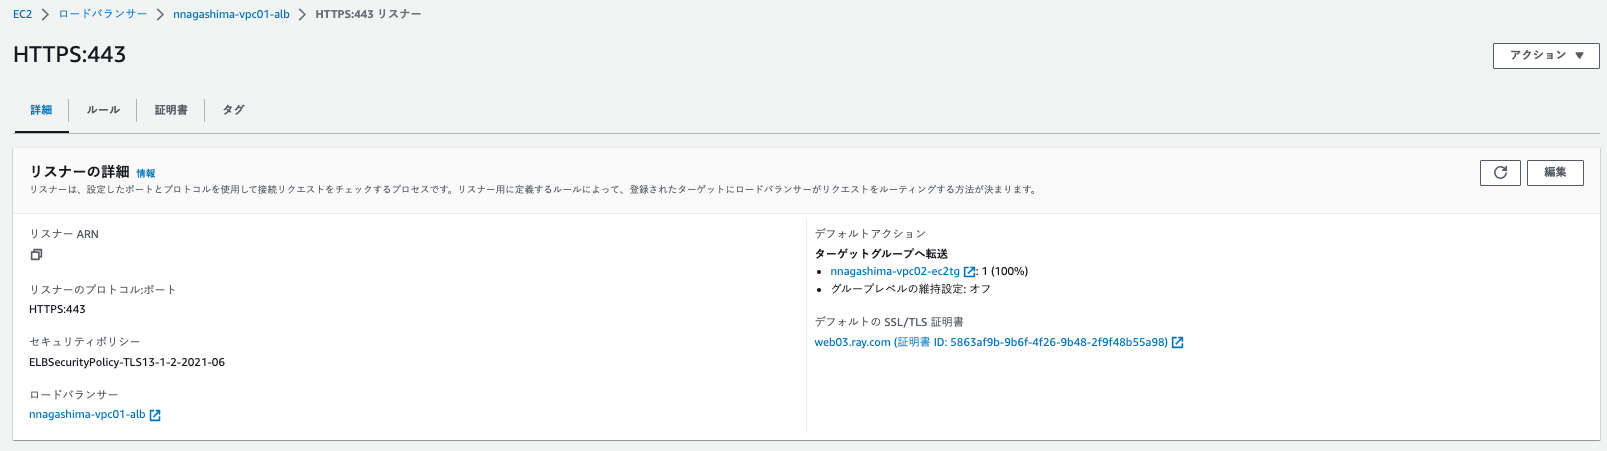 EC2 > ロードバランサー > nnagashima-vpc01-alb > HTTPS:443 リスナー
HTTPS:443
アクション ▼
詳細 ルール 証明書 タグ
リスナーの詳細 情報
編集
リスナーは、設定したポートとプロトコルを使用して接続リクエストをチェックするプロセスです。リスナー用に定義するルールによって、登録されたターゲットにロードバランサーがリクエストをルーティングする方法が決まります。
リスナー ARN
リスナーのプロトコル:ポート
HTTPS:443
セキュリティポリシー
ELBSecurityPolicy-TLS13-1-2-2021-06
ロードバランサー
nnagashima-vpc01-alb
デフォルトアクション
ターゲットグループへ転送
• nnagashima-vpc02-ec2tg : 1 (100%)
• グループレベルの維持設定: オフ
デフォルトの SSL/TLS 証明書
web03.ray.com (証明書 ID: 5863af9b-9b6f-4f26-9b48-2f9f48b55a98)